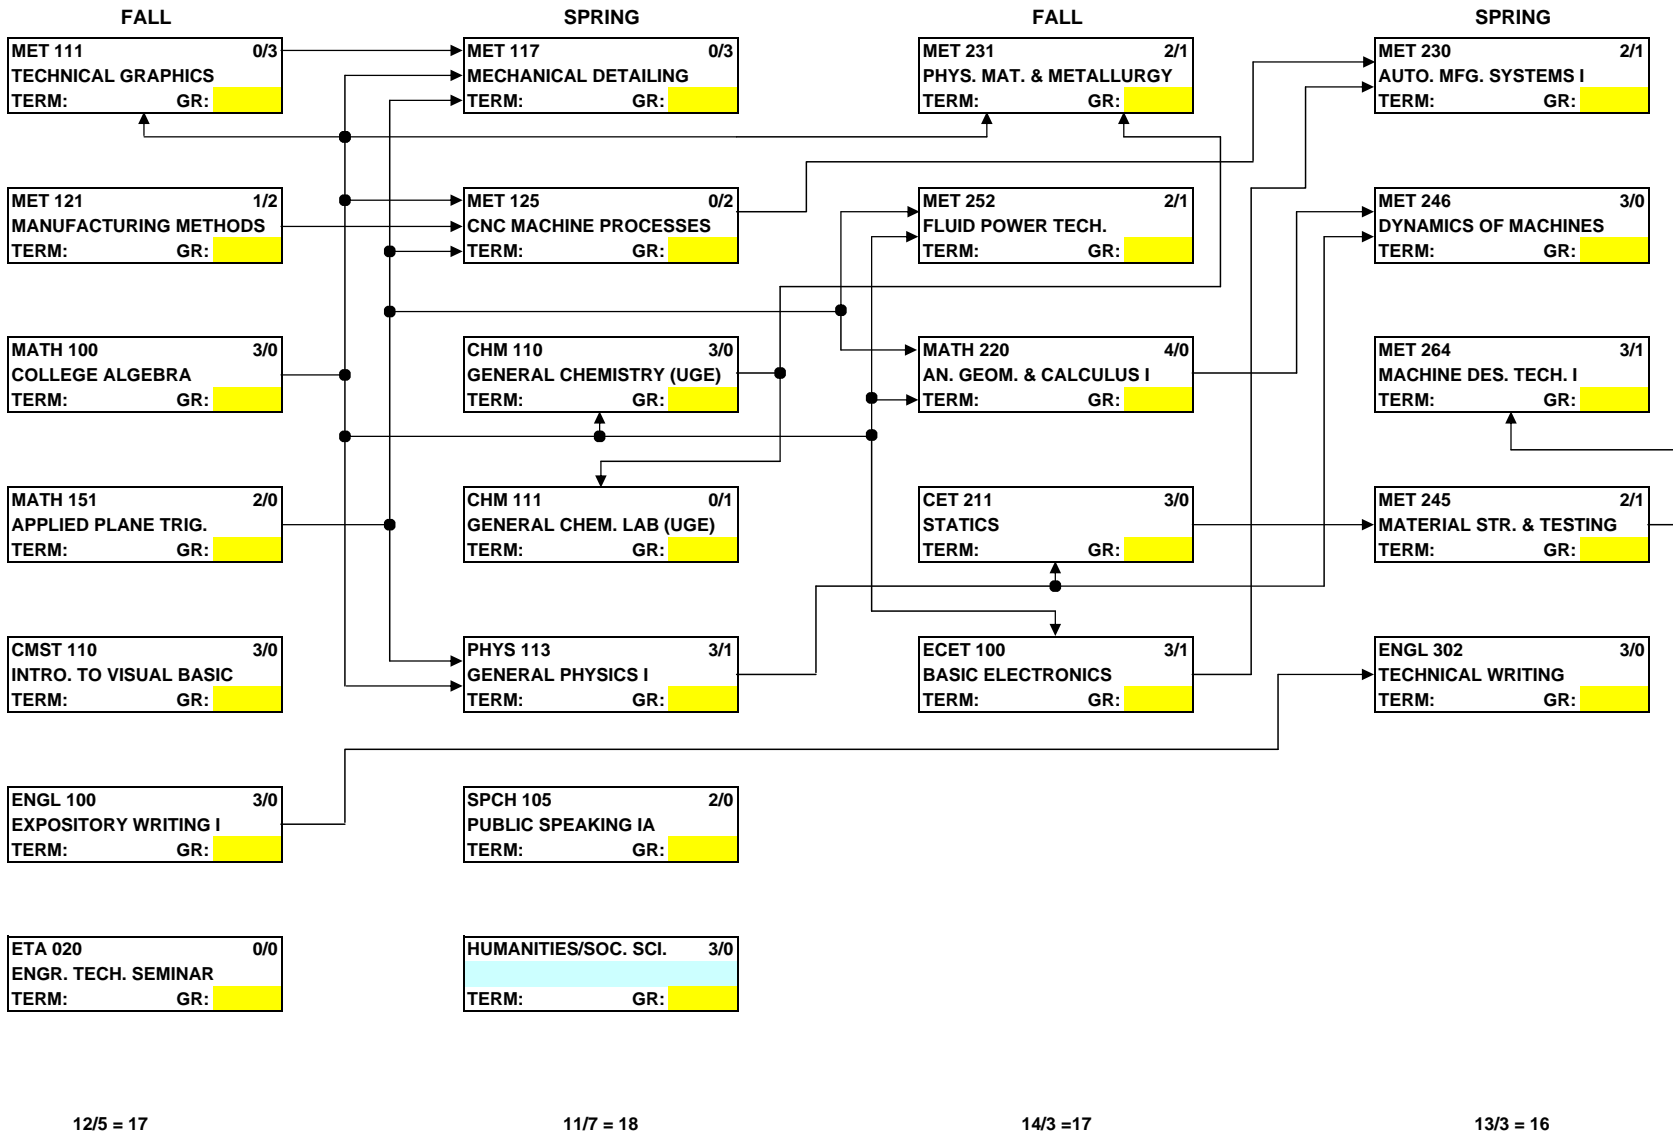 FALL SPRING FALL SPRING
MET 111 0/3 MET 117 0/3 MET 231 2/1 MET 230 2/1
TECHNICAL GRAPHICS MECHANICAL DETAILING PHYS. MAT. & METALLURGY AUTO. MFG. SYSTEMS I
TERM: GR: TERM: GR: TERM: GR: TERM: GR:
MET 121 1/2 MET 125 0/2 MET 252 2/1 MET 246 3/0
MANUFACTURING METHODS CNC MACHINE PROCESSES FLUID POWER TECH. DYNAMICS OF MACHINES
TERM: GR: TERM: GR: TERM: GR: TERM: GR:
MATH 100 3/0 CHM 110 3/0 MATH 220 4/0 MET 264 3/1
COLLEGE ALGEBRA GENERAL CHEMISTRY (UGE) AN. GEOM. & CALCULUS I MACHINE DES. TECH. I
TERM: GR: TERM: GR: TERM: GR: TERM: GR:
MATH 151 2/0 CHM 111 0/1 CET 211 3/0 MET 245 2/1
APPLIED PLANE TRIG. GENERAL CHEM. LAB (UGE) STATICS MATERIAL STR. & TESTING
TERM: GR: TERM: GR: TERM: GR: TERM: GR:
CMST 110 3/0 PHYS 113 3/1 ECET 100 3/1 ENGL 302 3/0
INTRO. TO VISUAL BASIC GENERAL PHYSICS I BASIC ELECTRONICS TECHNICAL WRITING
TERM: GR: TERM: GR: TERM: GR: TERM: GR:
ENGL 100 3/0 SPCH 105 2/0
EXPOSITORY WRITING I PUBLIC SPEAKING IA
TERM: GR: TERM: GR:
ETA 020 0/0 HUMANITIES/SOC. SCI. 3/0
ENGR. TECH. SEMINAR
TERM: GR: TERM: GR:
12/5 = 17 11/7 = 18 14/3 =17 13/3 = 16